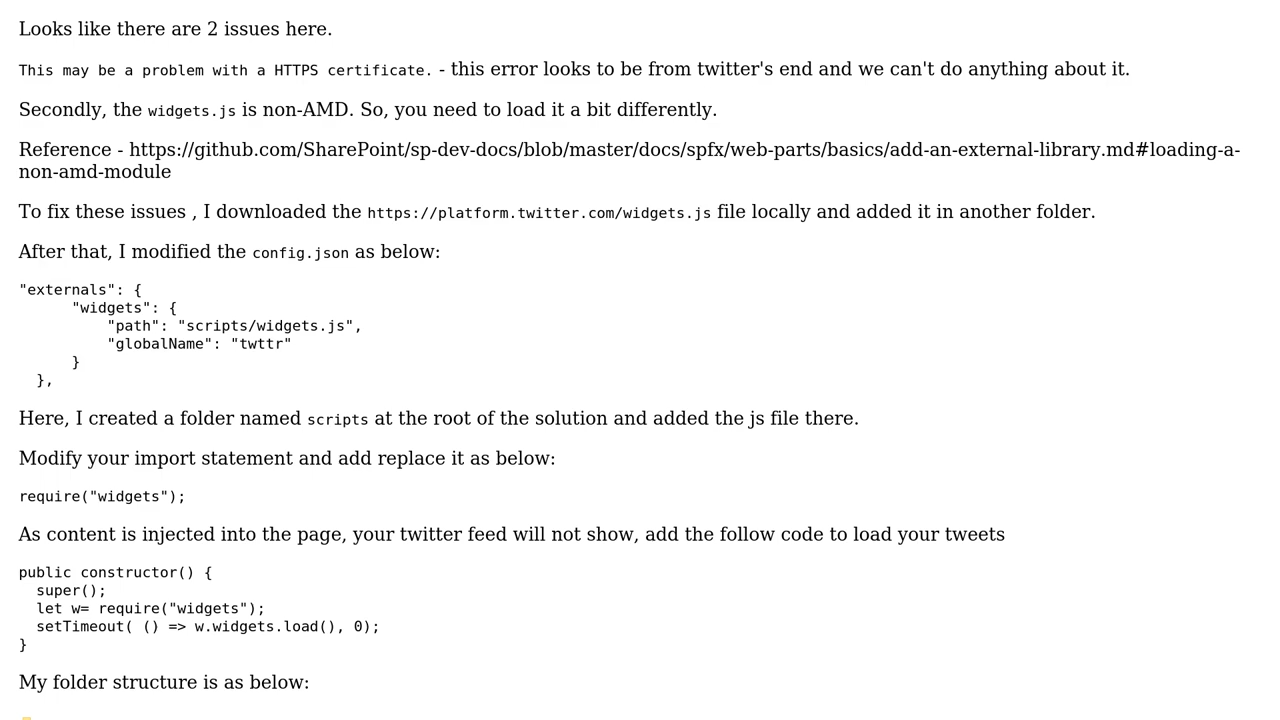 Looks like there are 2 issues here.
This may be a problem with a HTTPS certificate. - this error looks to be from twitter's end and we can't do anything about it.
Secondly, the widgets.js is non-AMD. So, you need to load it a bit differently.
Reference - https://github.com/SharePoint/sp-dev-docs/blob/master/docs/spfx/web-parts/basics/add-an-external-library.md#loading-a-
non-amd-module
To fix these issues , I downloaded the https://platform.twitter.com/widgets.js file locally and added it in another folder.
After that, I modified the config.json as below:
"externals": {
      "widgets": {
          "path": "scripts/widgets.js",
          "globalName": "twttr"
      }
  },
Here, I created a folder named scripts at the root of the solution and added the js file there.
Modify your import statement and add replace it as below:
require("widgets");
As content is injected into the page, your twitter feed will not show, add the follow code to load your tweets
public constructor() {
  super();
  let w= require("widgets");
  setTimeout( () => w.widgets.load(), 0);
}
My folder structure is as below: